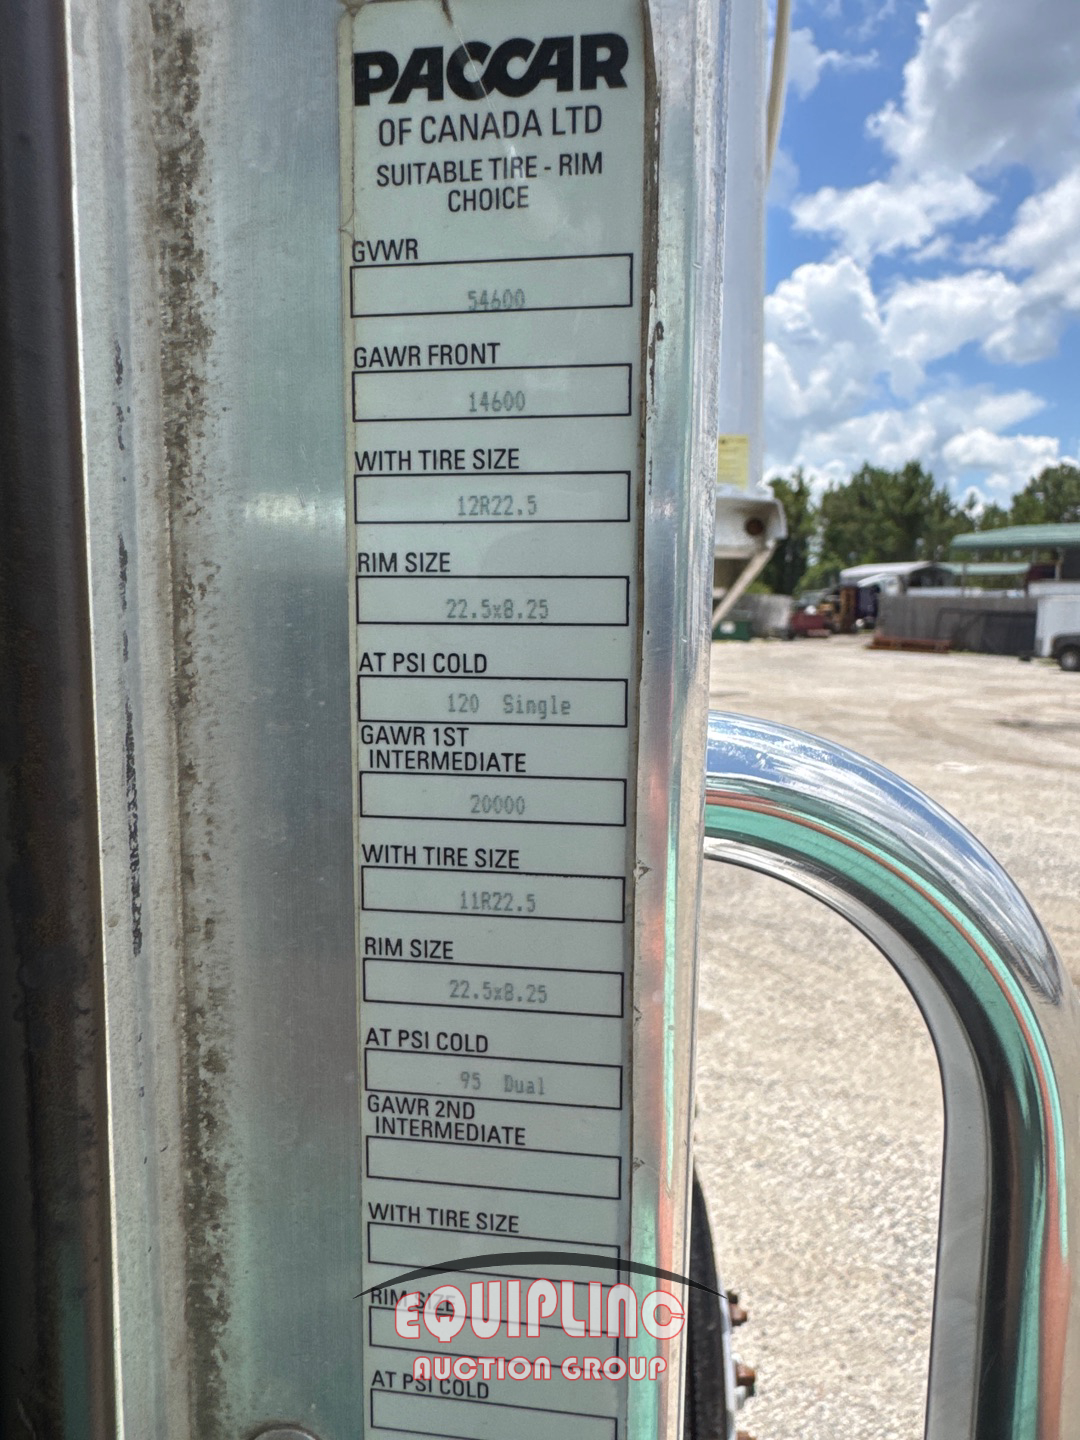 PACCAR
OF CANADA LTD
SUITABLE TIRE - RIM
CHOICE
GVWR
54600
GAWR FRONT
14600
WITH TIRE SIZE
12R22.5
RIM SIZE
22.5x8.25
AT PSI COLD
120 Single
GAWR 1ST
INTERMEDIATE
20000
WITH TIRE SIZE
11R22.5
RIM SIZE
22.5x8.25
AT PSI COLD
95 Dual
GAWR 2ND
INTERMEDIATE
WITH TIRE SIZE
RIM SIZE
EQUIPLINC
AUCTION GROUP
AT PSI COLD